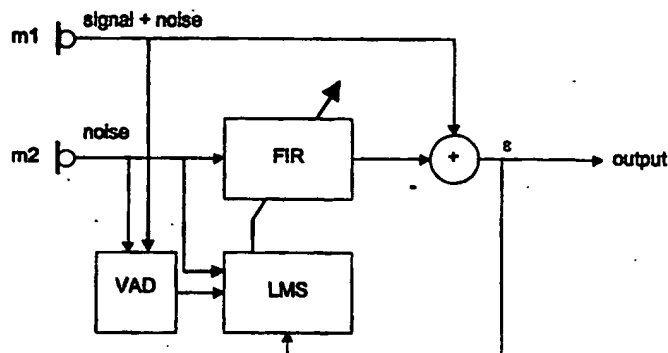 m1
signal + noise
m2
noise
FIR
+
ε
output
VAD
LMS